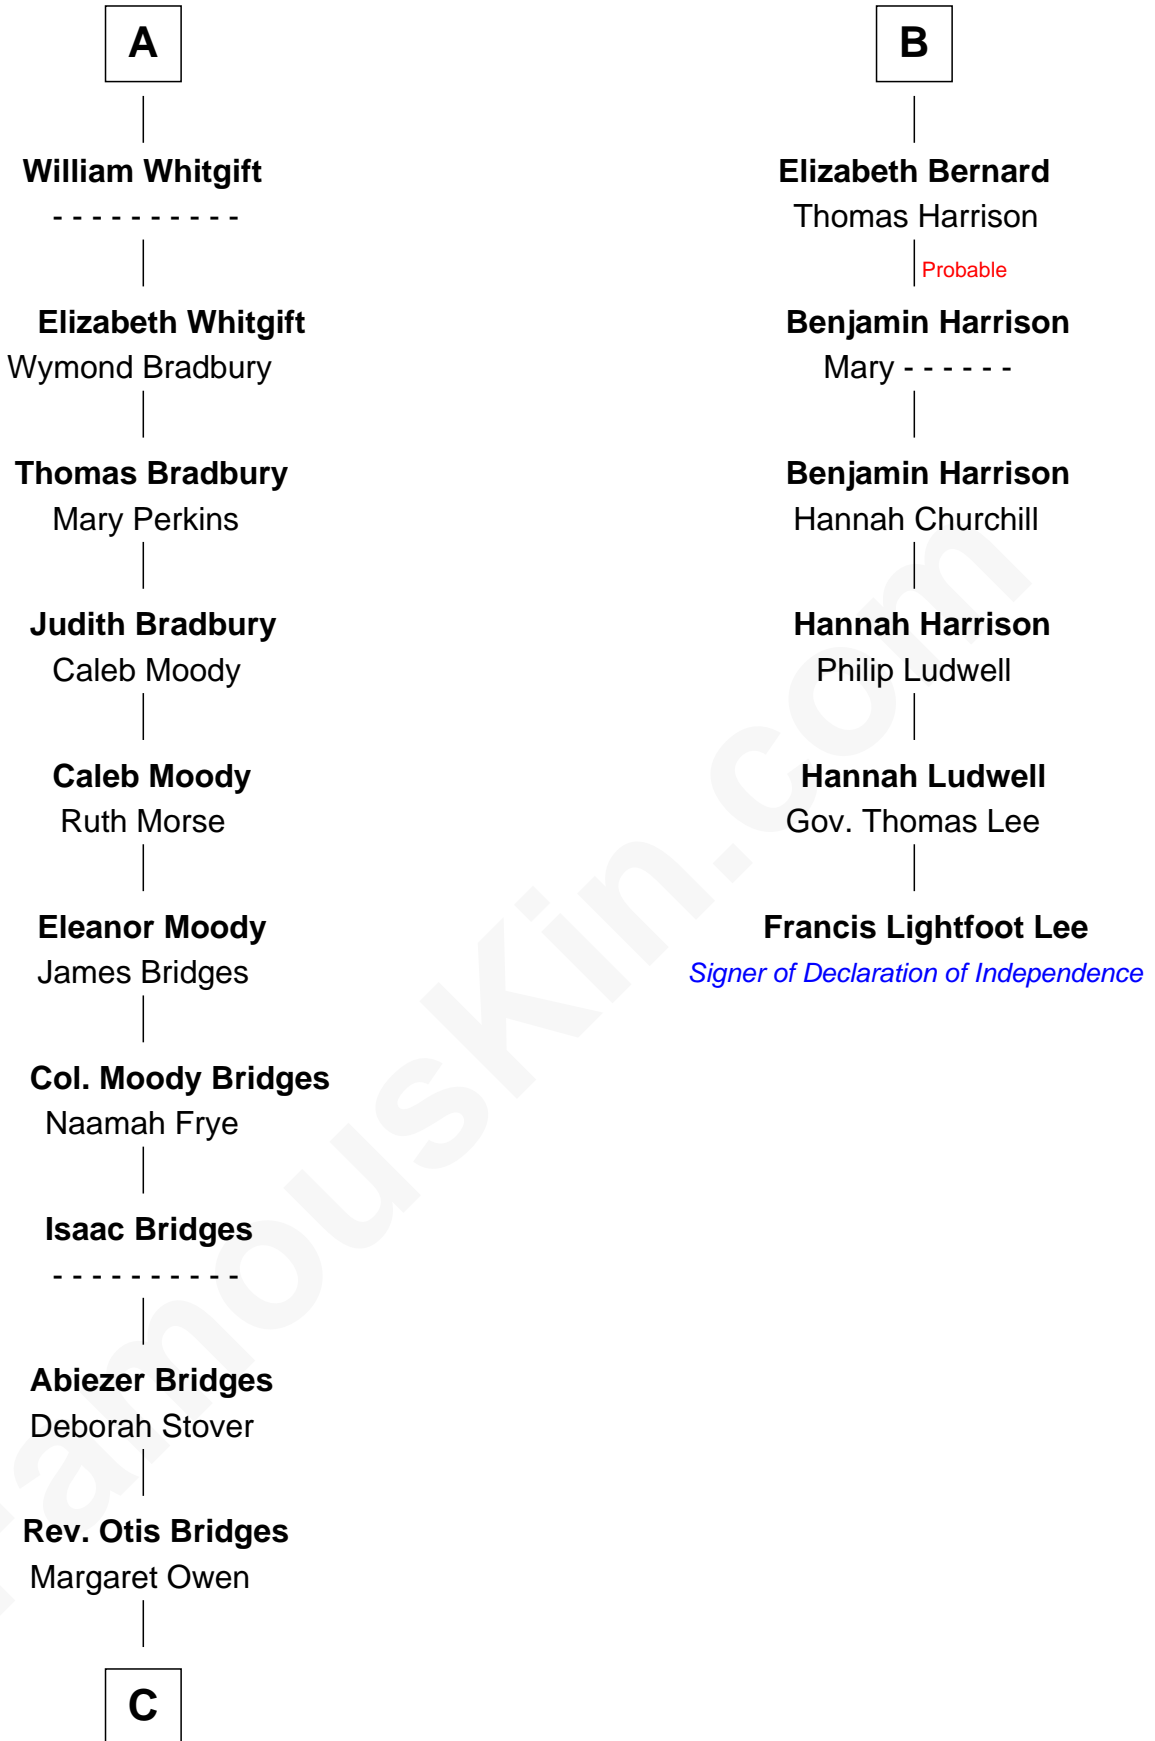 A
William Whitgift
- - - - - - - - - -
Elizabeth Whitgift
Wymond Bradbury
Thomas Bradbury
Mary Perkins
Judith Bradbury
Caleb Moody
Caleb Moody
Ruth Morse
Eleanor Moody
James Bridges
Col. Moody Bridges
Naamah Frye
Isaac Bridges
- - - - - - - - - -
Abiezer Bridges
Deborah Stover
Rev. Otis Bridges
Margaret Owen
C
B
Elizabeth Bernard
Thomas Harrison
Probable
Benjamin Harrison
Mary - - - - - -
Benjamin Harrison
Hannah Churchill
Hannah Harrison
Philip Ludwell
Hannah Ludwell
Gov. Thomas Lee
Francis Lightfoot Lee
Signer of Declaration of Independence
FamousKin.com